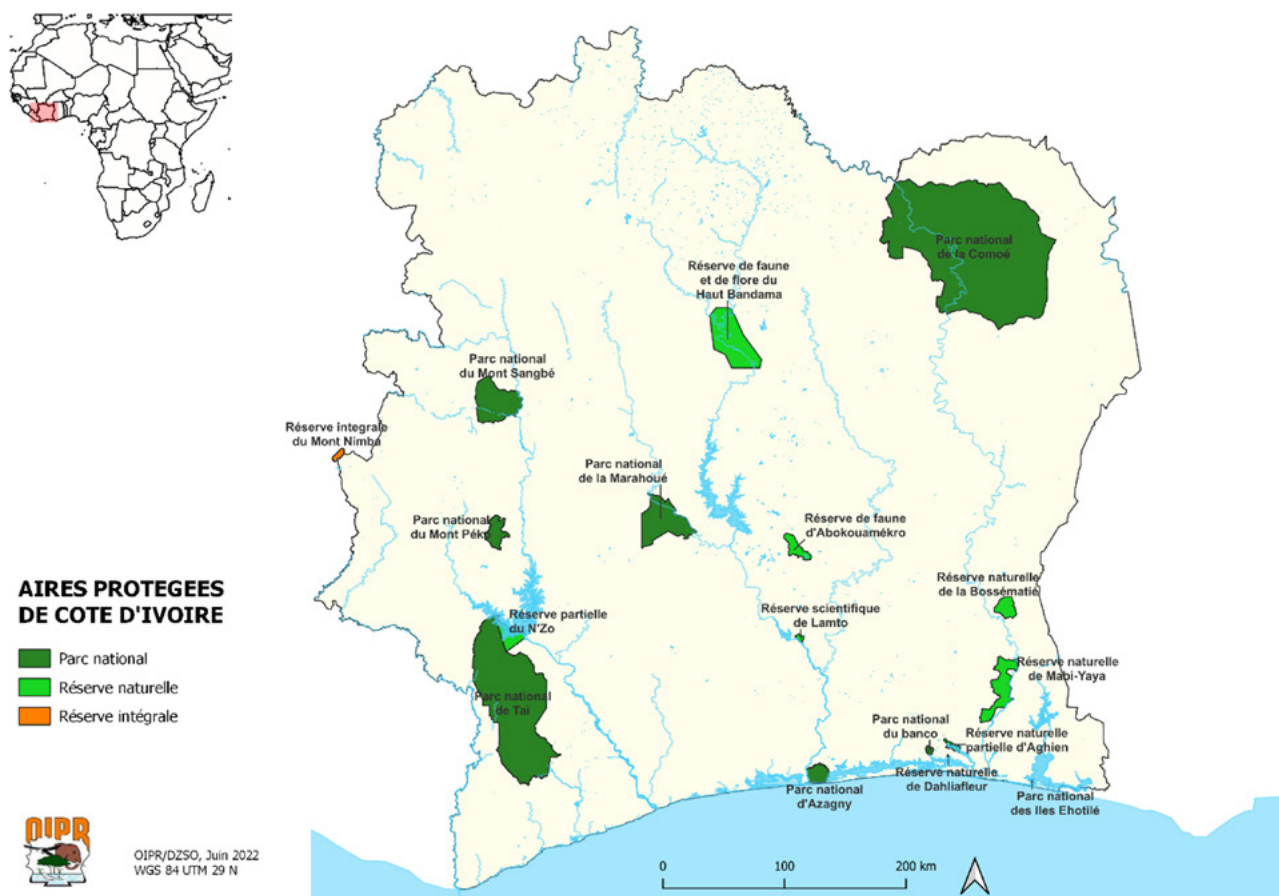 Parc national
de la Comoé
Réserve de faune
et de flore du
Haut Bandama
Parc national
du Mont Sangbé
Réserve integrale
du Mont Nimba
Parc national
de la Marahoué
Parc national
du Mont Péko
Réserve de faune
d'Abokouamékro
Réserve naturelle
de la Bossématié
Réserve scientifique
de Lamto
Réserve partielle
du N'Zo
Réserve naturelle
de Mabi-Yaya
Parc national
de Taï
Parc national
du banco
Réserve naturelle
partielle d'Aghien
Réserve naturelle
de Dahliafleur
Parc national
d'Azagny
Parc national
des Iles Ehotilé
AIRES PROTEGEES
DE COTE D'IVOIRE
Parc national
Réserve naturelle
Réserve intégrale
OIPR
OIPR/DZSO, Juin 2022
WGS 84 UTM 29 N
0 100 200 km